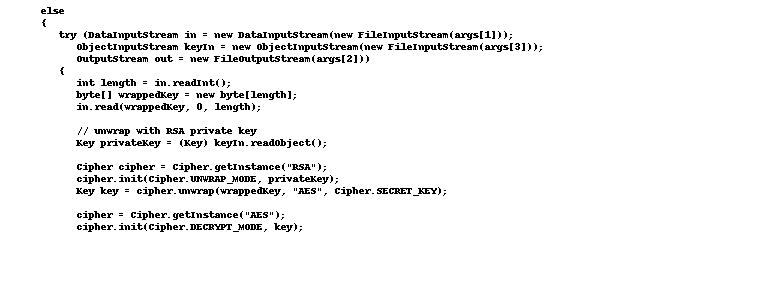 else
{
try (DataInputStream in = new DataInputStream(new FileInputStream(args[1]));
ObjectInputStream keyIn = new ObjectInputStream(new FileInputStream(args[3]));
OutputStream out = new FileOutputStream(args[2]))
{
int length = in.readInt();
byte[] wrappedKey = new byte[length];
in.read(wrappedKey, 0, length);
// unwrap with RSA private key
Key privateKey = (Key) keyIn.readObject();
Cipher cipher = Cipher.getInstance("RSA");
cipher.init(Cipher.UNWRAP_MODE, privateKey);
Key key = cipher.unwrap(wrappedKey, "AES", Cipher.SECRET_KEY);
cipher = Cipher.getInstance("AES");
cipher.init(Cipher.DECRYPT_MODE, key);